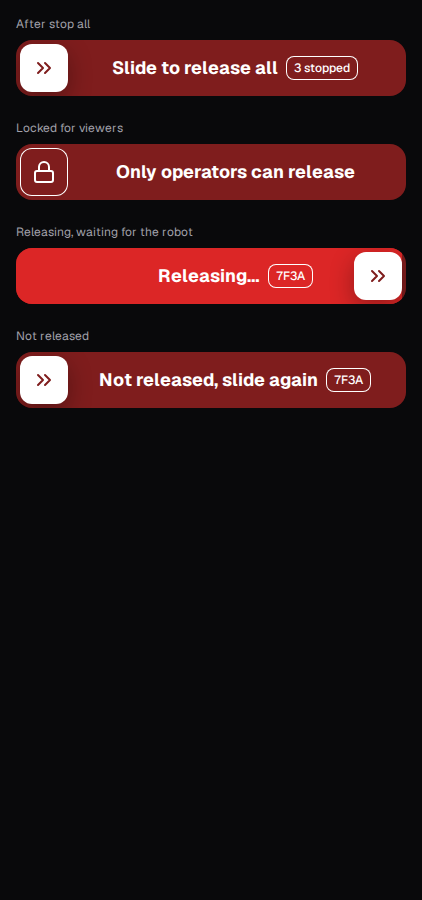 After stop all
Slide to release all 3 stopped
Locked for viewers
Only operators can release
Releasing, waiting for the robot
Releasing... 7F3A
Not released
Not released, slide again 7F3A